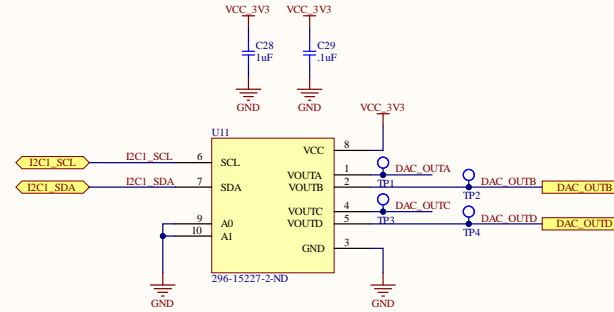 VCC_3V3 VCC_3V3
C28 C29
1uF .1uF
GND GND
VCC_3V3
U11
VCC 8
I2C1_SCL I2C1_SCL 6 SCL
VOUTA 1 DAC_OUTA
TP1
I2C1_SDA I2C1_SDA 7 SDA
VOUTB 2 DAC_OUTB DAC_OUTB
TP2
VOUTC 4 DAC_OUTC
TP3
9 A0
VOUTD 5 DAC_OUTD DAC_OUTD
TP4
10 A1
GND 3
296-15227-2-ND
GND GND